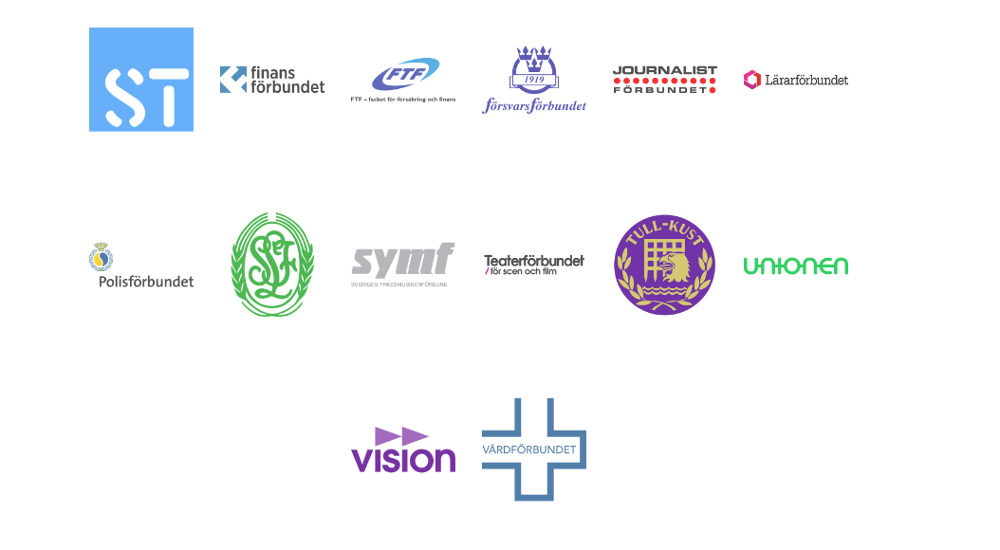 ST
finans
förbundet
FTF
FTF – facket för försäkring och finans
1919
försvarsförbundet
JOURNALIST
FÖRBUNDET
Lärarförbundet
Polisförbundet
symf
SVERIGES YRKESMUSIKERFÖRBUND
Teaterförbundet
/ för scen och film
TULL-KUST
unionen
vision
VÅRDFÖRBUNDET